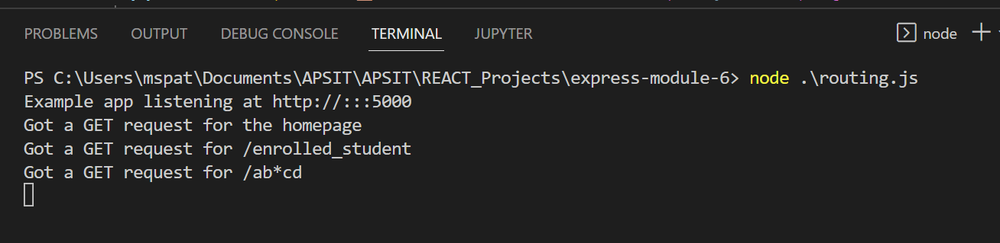 PROBLEMS OUTPUT DEBUG CONSOLE TERMINAL JUPYTER node
PS C:\Users\mspat\Documents\APSIT\APSIT\REACT_Projects\express-module-6> node .\routing.js
Example app listening at http://:::5000
Got a GET request for the homepage
Got a GET request for /enrolled_student
Got a GET request for /ab*cd